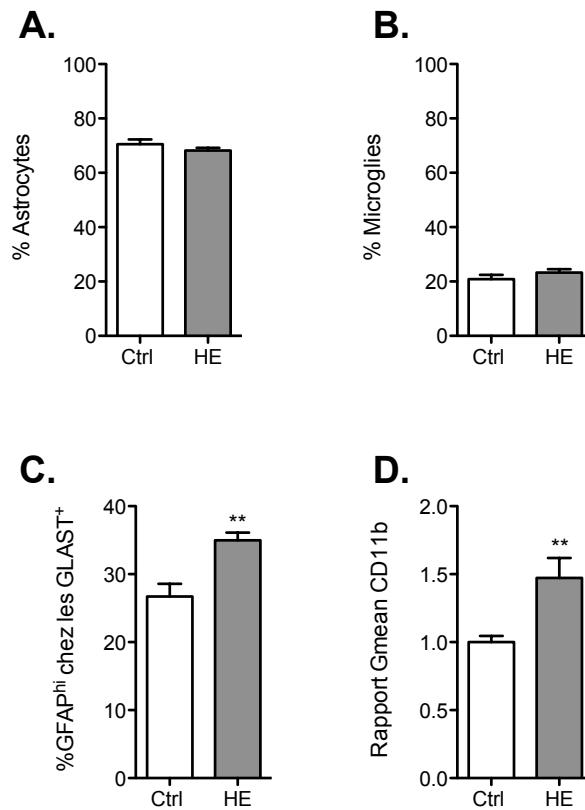 A.
% Astrocytes
100
80
60
40
20
0
Ctrl HE
B.
% Microglies
100
80
60
40
20
0
Ctrl HE
C.
%GFAPhi chez les GLAST+
40
30
20
10
0
**
Ctrl HE
D.
Rapport Gmean CD11b
2.0
1.5
1.0
0.5
0.0
**
Ctrl HE